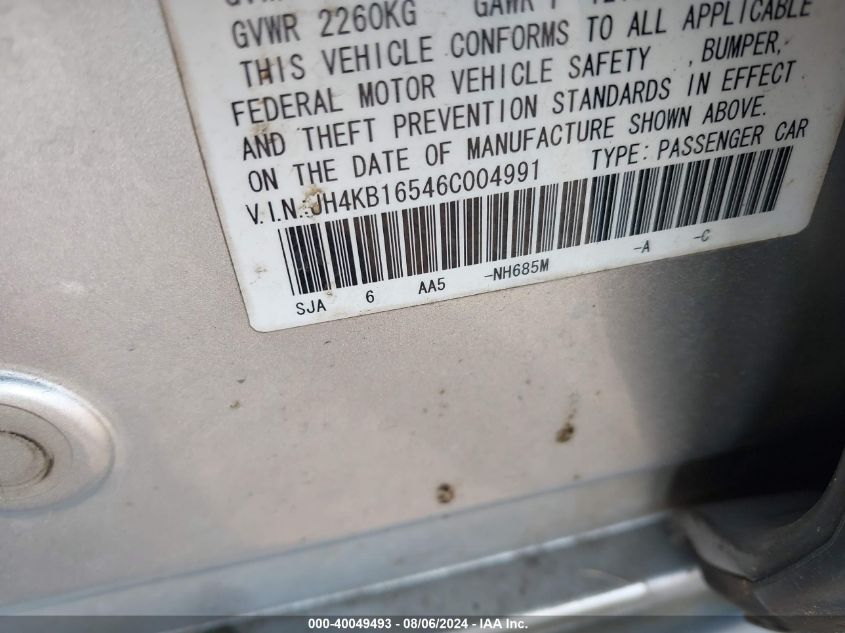 GVWR 2260KG GAWR F
THIS VEHICLE CONFORMS TO ALL APPLICABLE
FEDERAL MOTOR VEHICLE SAFETY , BUMPER,
AND THEFT PREVENTION STANDARDS IN EFFECT
ON THE DATE OF MANUFACTURE SHOWN ABOVE.
V.I.N.:JH4KB16546C004991 TYPE: PASSENGER CAR
SJA 6 AA5 -NH685M -A -C
000-40049493 - 08/06/2024 - IAA Inc.